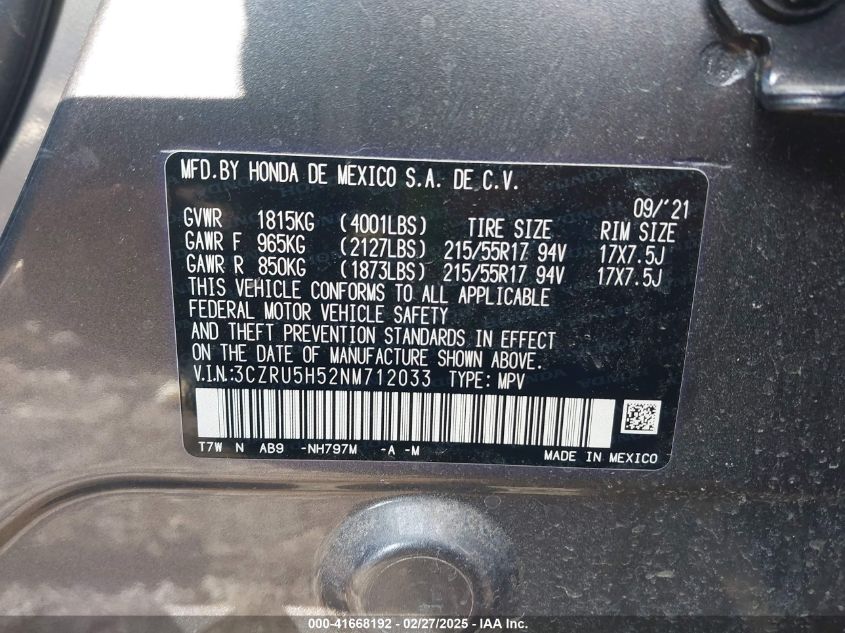 MFD.BY HONDA DE MEXICO S.A. DE C.V.
09/'21
GVWR 1815KG (4001LBS) TIRE SIZE RIM SIZE
GAWR F 965KG (2127LBS) 215/55R17 94V 17X7.5J
GAWR R 850KG (1873LBS) 215/55R17 94V 17X7.5J
THIS VEHICLE CONFORMS TO ALL APPLICABLE
FEDERAL MOTOR VEHICLE SAFETY
AND THEFT PREVENTION STANDARDS IN EFFECT
ON THE DATE OF MANUFACTURE SHOWN ABOVE.
V.I.N:3CZRU5H52NM712033 TYPE: MPV
T7W N AB9 -NH797M -A -M MADE IN MEXICO
000-41668192 - 02/27/2025 - IAA Inc.